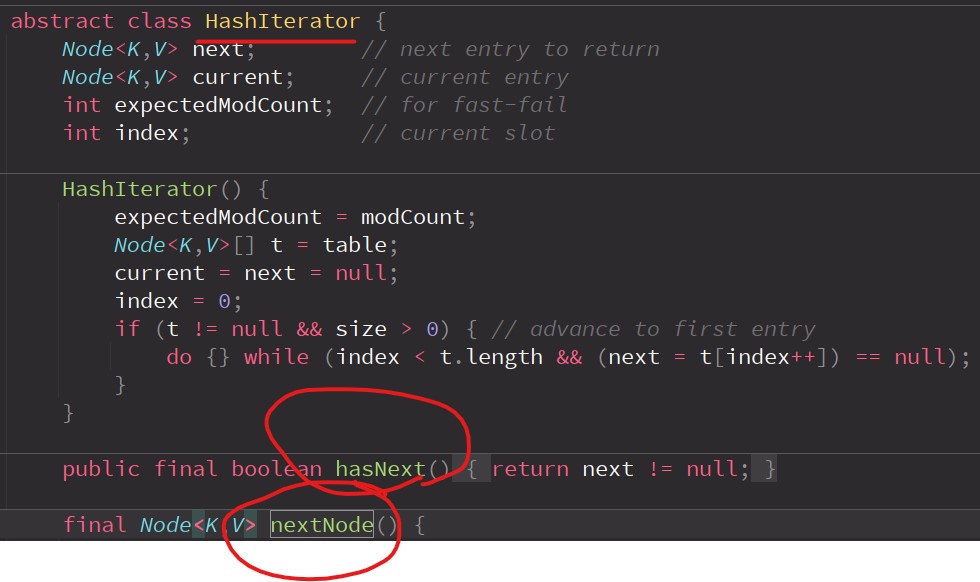 abstract class HashIterator {
Node<K,V> next; // next entry to return
Node<K,V> current; // current entry
int expectedModCount; // for fast-fail
int index; // current slot
HashIterator() {
expectedModCount = modCount;
Node<K,V>[] t = table;
current = next = null;
index = 0;
if (t != null && size > 0) { // advance to first entry
do {} while (index < t.length && (next = t[index++]) == null);
}
}
public final boolean hasNext() { return next != null; }
final Node<K,V> nextNode() {